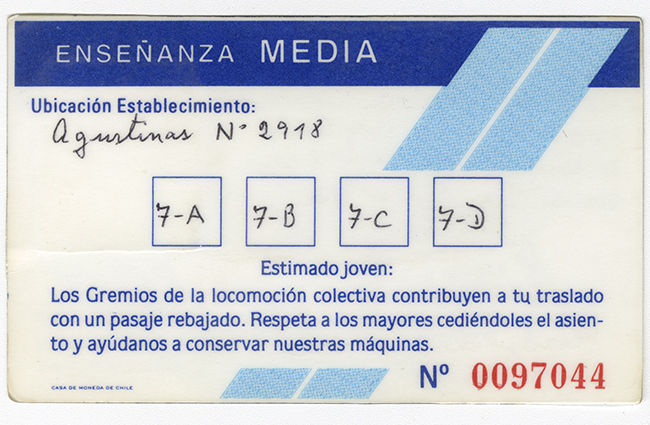 ENSEÑANZA MEDIA
Ubicación Establecimiento:
Agustinas N° 2918
7-A 7-B 7-C 7-D
Estimado joven:
Los Gremios de la locomoción colectiva contribuyen a tu traslado
con un pasaje rebajado. Respeta a los mayores cediéndoles el asien-
to y ayúdanos a conservar nuestras máquinas.
CASA DE MONEDA DE CHILE
Nº 0097044